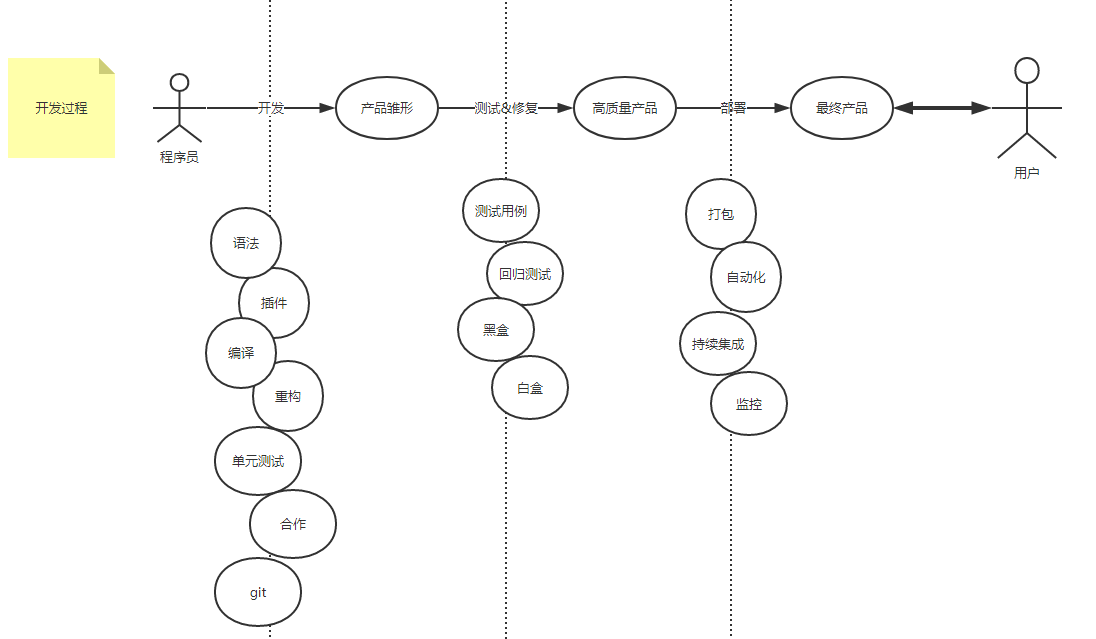 开发过程
程序员
开发
产品雏形
测试&修复
高质量产品
部署
最终产品
用户
语法
插件
编译
重构
单元测试
合作
git
测试用例
回归测试
黑盒
白盒
打包
自动化
持续集成
监控